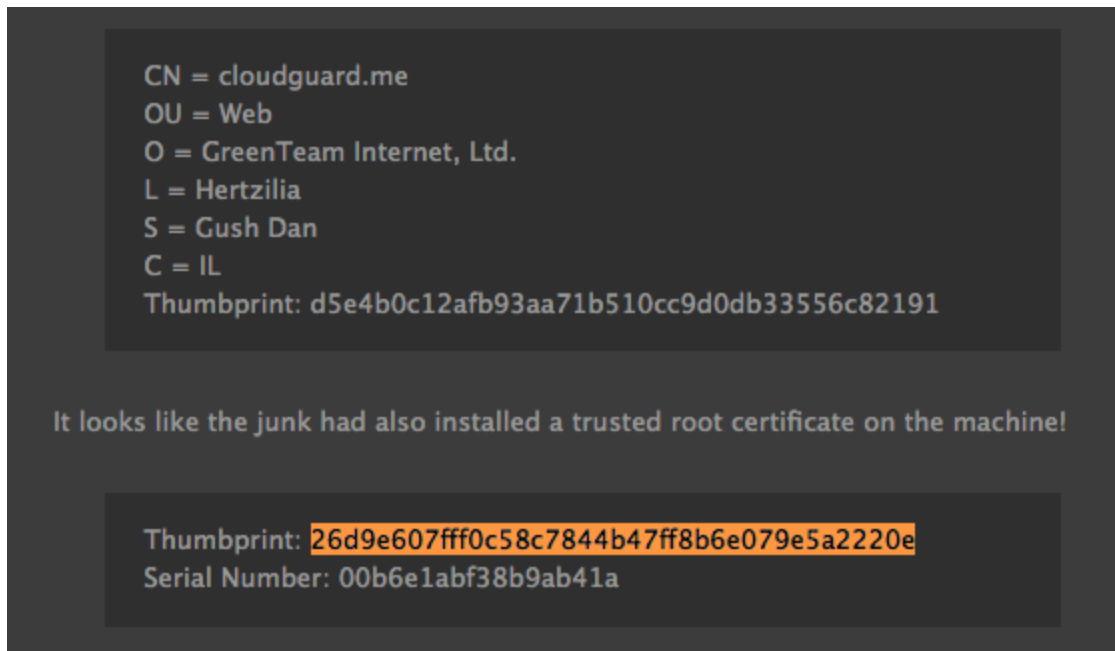 CN = cloudguard.me
OU = Web
O = GreenTeam Internet, Ltd.
L = Hertzilia
S = Gush Dan
C = IL
Thumbprint: d5e4b0c12afb93aa71b510cc9d0db33556c82191
It looks like the junk had also installed a trusted root certificate on the machine!
Thumbprint: 26d9e607fff0c58c7844b47ff8b6e079e5a2220e
Serial Number: 00b6e1abf38b9ab41a